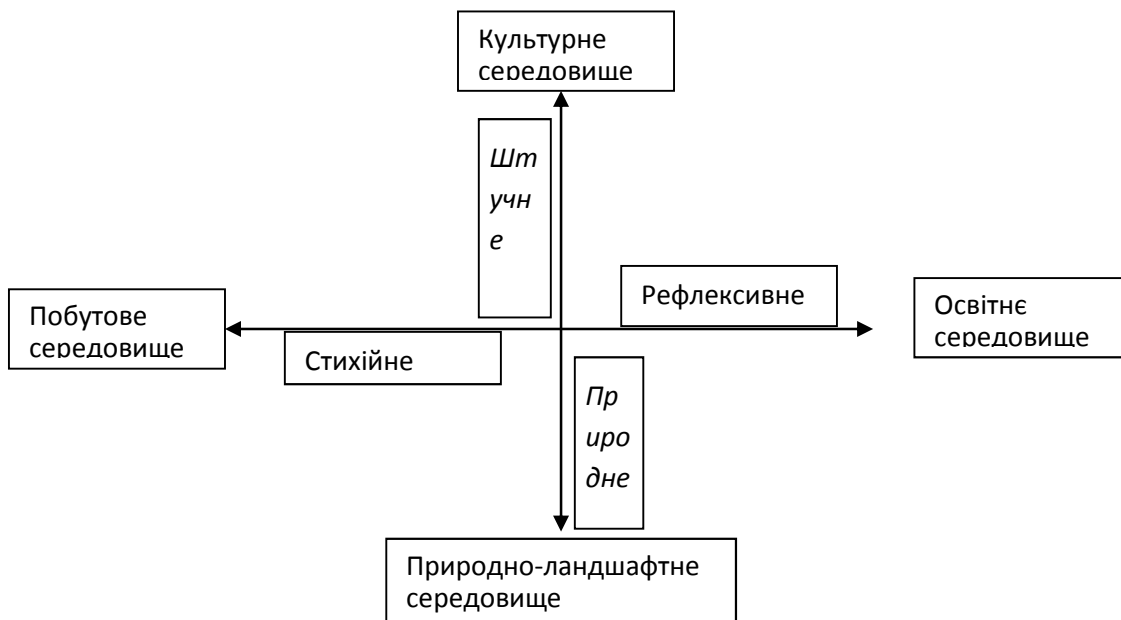 Культурне
середовище
Шт
учн
е
Рефлексивне
Побутове
середовище
Освітнє
середовище
Стихійне
Пр
иро
дне
Природно-ландшафтне
середовище